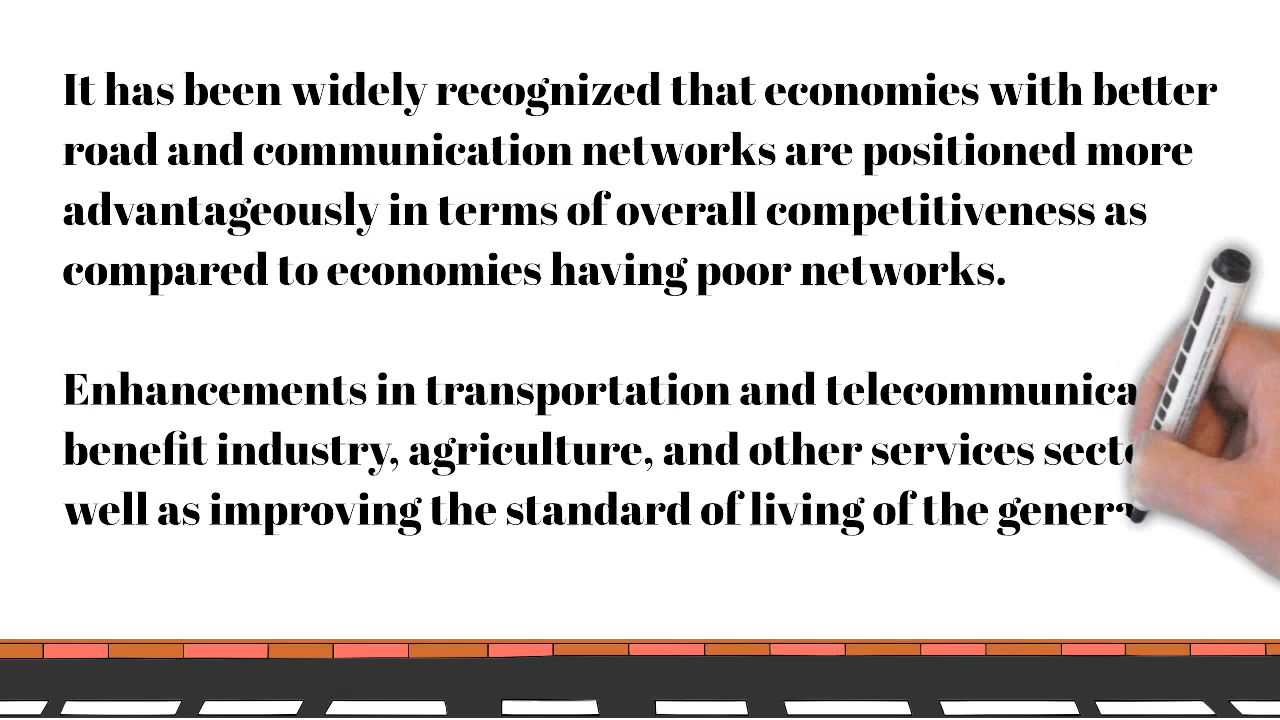 It has been widely recognized that economies with better
road and communication networks are positioned more
advantageously in terms of overall competitiveness as
compared to economies having poor networks.
Enhancements in transportation and
benefit industry, agriculture, and other services
well as improving the standard of living of the